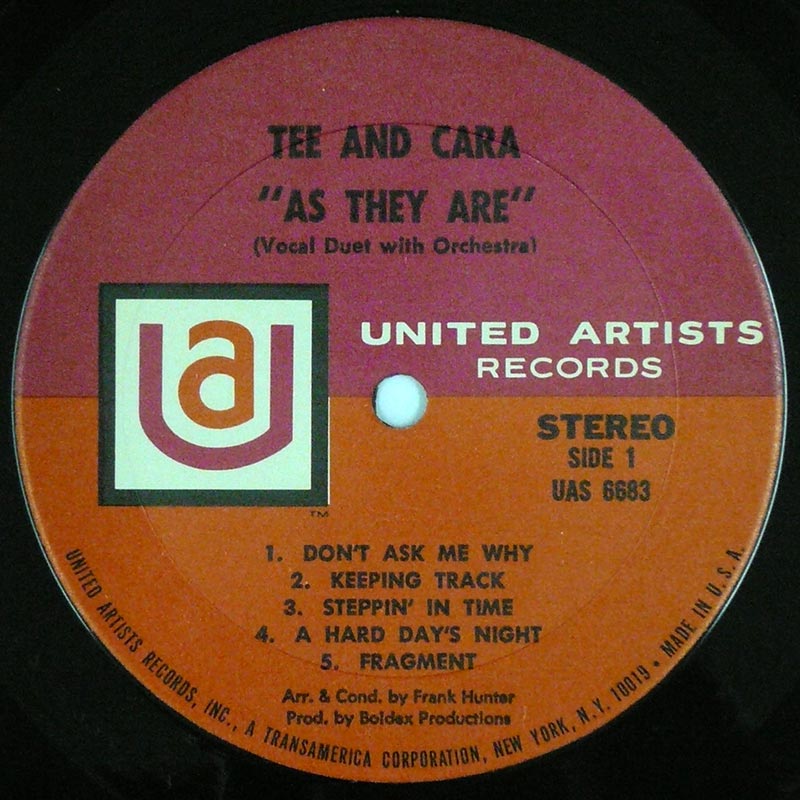 TEE AND CARA
"AS THEY ARE"
(Vocal Duet with Orchestra)
ua
UNITED ARTISTS
RECORDS
STEREO
SIDE 1
UAS 6683
TM
1. DON'T ASK ME WHY
2. KEEPING TRACK
3. STEPPIN' IN TIME
4. A HARD DAY'S NIGHT
5. FRAGMENT
Arr. & Cond. by Frank Hunter
Prod. by Boldex Productions
UNITED ARTISTS RECORDS, INC., A TRANSAMERICA CORPORATION, NEW YORK, N.Y. 10019 • MADE IN U.S.A.